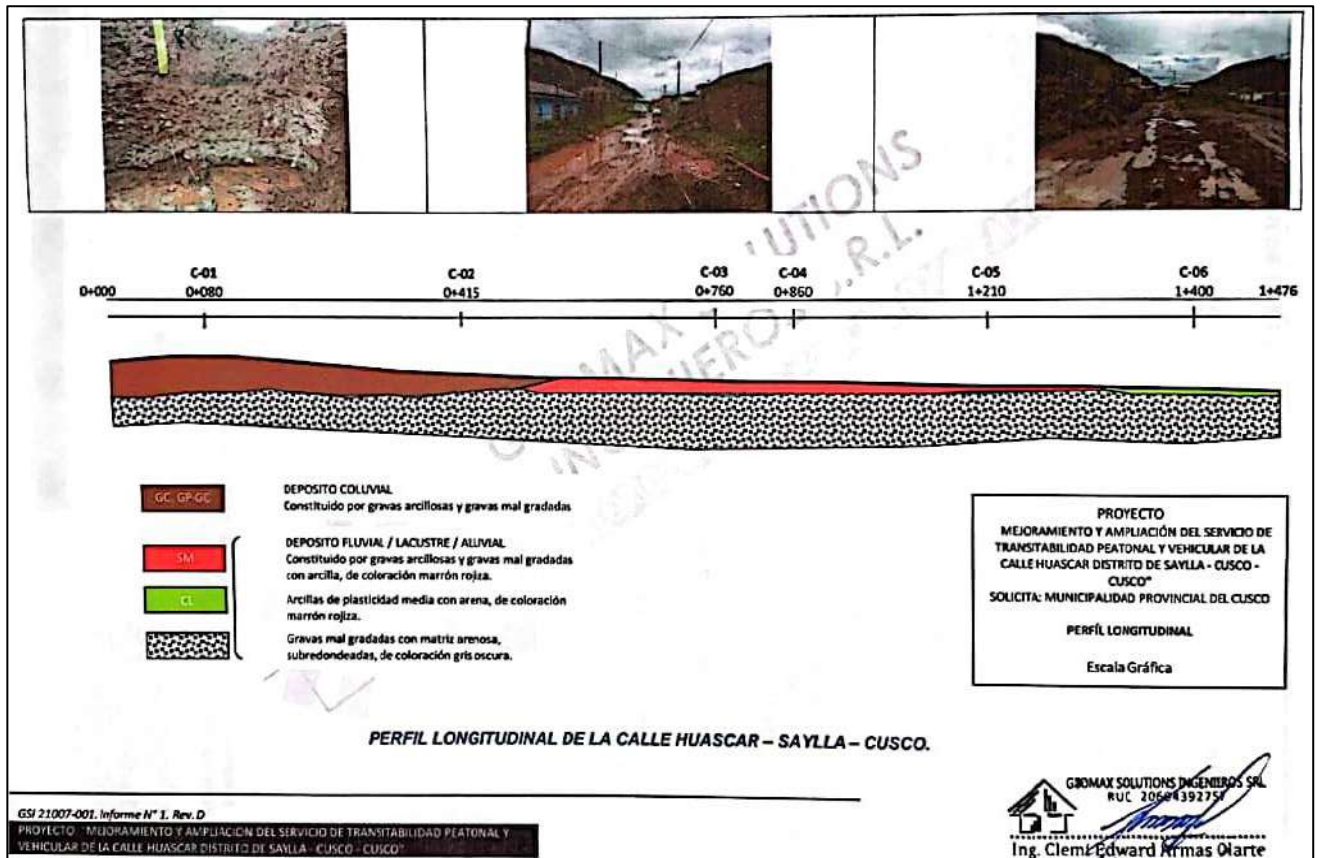 C-01 C-02 C-03 C-04 C-05 C-06
0+000 0+080 0+415 0+760 0+860 1+210 1+400 1+476
GC, GP-GC
DEPOSITO COLUVIAL
Constituido por gravas arcillosas y gravas mal gradadas
SM
DEPOSITO FLUVIAL / LACUSTRE / ALUVIAL
Constituido por gravas arcillosas y gravas mal gradadas
con arcilla, de coloración marrón rojiza.
CL
Arcillas de plasticidad media con arena, de coloración
marrón rojiza.
Gravas mal gradadas con matriz arenosa,
subredondeadas, de coloración gris oscura.
PROYECTO
MEJORAMIENTO Y AMPLIACIÓN DEL SERVICIO DE
TRANSITABILIDAD PEATONAL Y VEHICULAR DE LA
CALLE HUASCAR DISTRITO DE SAYLLA - CUSCO -
CUSCO"
SOLICITA: MUNICIPALIDAD PROVINCIAL DEL CUSCO
PERFÍL LONGITUDINAL
Escala Gráfica
PERFIL LONGITUDINAL DE LA CALLE HUASCAR – SAYLLA – CUSCO.
GSI 21007-001. Informe N° 1. Rev. D
PROYECTO: "MEJORAMIENTO Y AMPLIACIÓN DEL SERVICIO DE TRANSITABILIDAD PEATONAL Y
VEHICULAR DE LA CALLE HUASCAR DISTRITO DE SAYLLA - CUSCO - CUSCO"
GEOMAX SOLUTIONS INGENIEROS SRL
RUC
Ing. Edward Armas Olarte